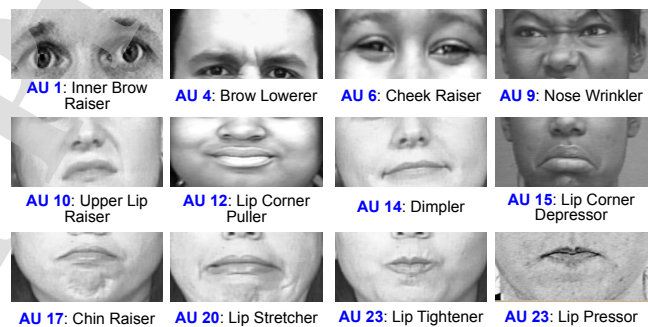 AU 1: Inner Brow
Raiser
AU 4: Brow Lowerer
AU 6: Cheek Raiser
AU 9: Nose Wrinkler
AU 10: Upper Lip
Raiser
AU 12: Lip Corner
Puller
AU 14: Dimpler
AU 15: Lip Corner
Depressor
AU 17: Chin Raiser
AU 20: Lip Stretcher
AU 23: Lip Tightener
AU 23: Lip Pressor